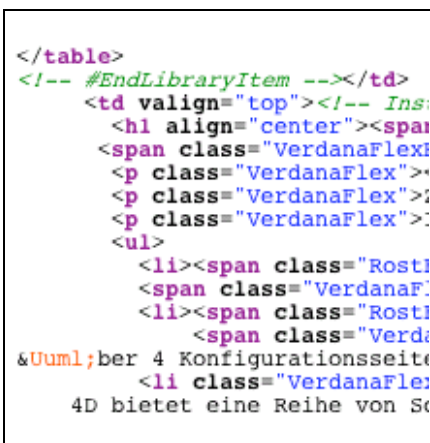 </table>
<!-- #EndLibraryItem --></td>
<td valign="top"><!-- Ins
<h1 align="center"><span
<span class="VerdanaFlex
<p class="VerdanaFlex"><
<p class="VerdanaFlex">2
<p class="VerdanaFlex">
<ul>
<li><span class="Rost
<span class="VerdanaF
<li><span class="Rost
<span class="Verda
&Uuml;ber 4 Konfigurationsseite
<li class="VerdanaFlex
4D bietet eine Reihe von So